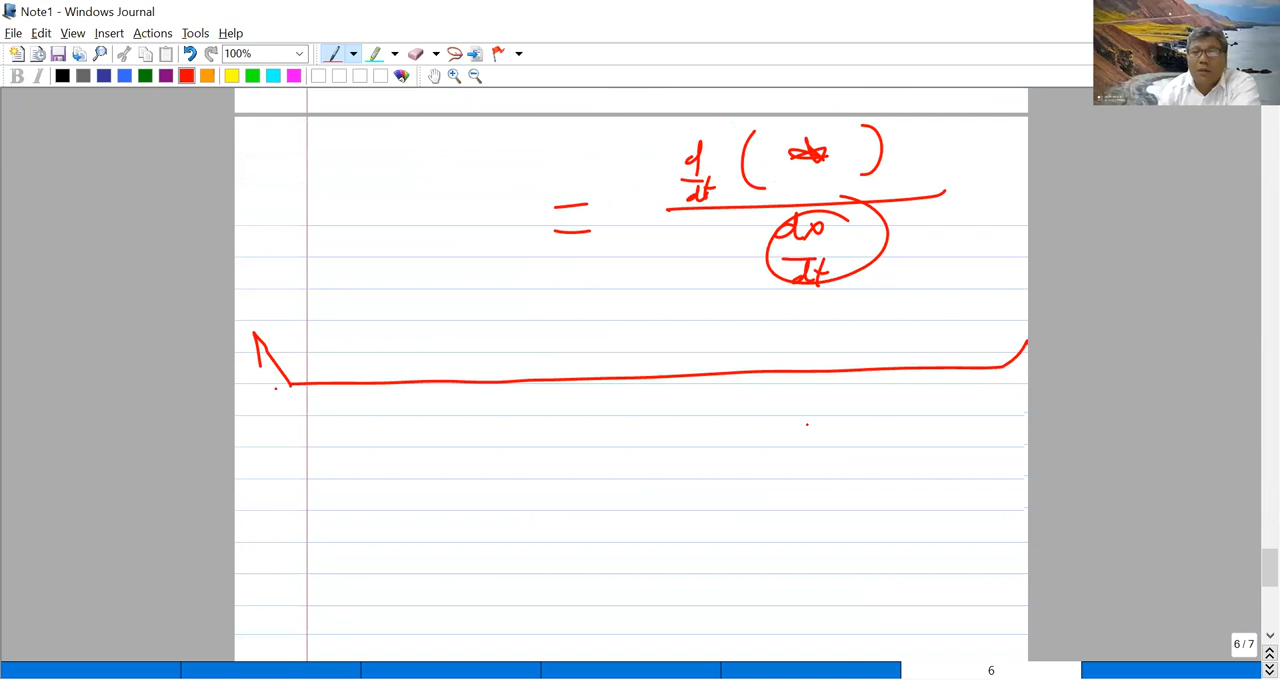 Note1 - Windows Journal
File Edit View Insert Actions Tools Help
100%
B I
= d/dt ( )
dx
dt
6 / 7
6